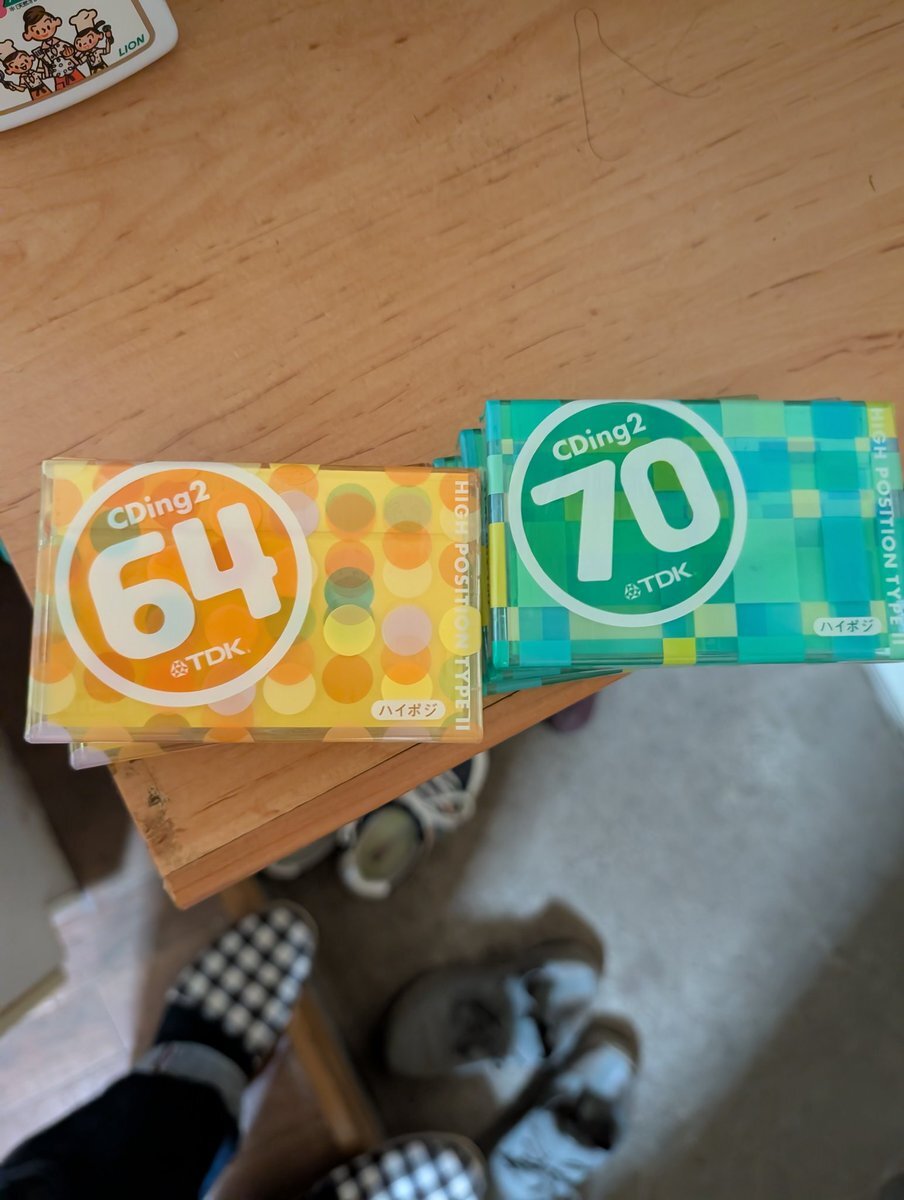 LION
CDing2
64
TDK
ハイポジ
HIGH POSITION TYPE II
CDing2
70
TDK
ハイポジ
HIGH POSITION TYPE II